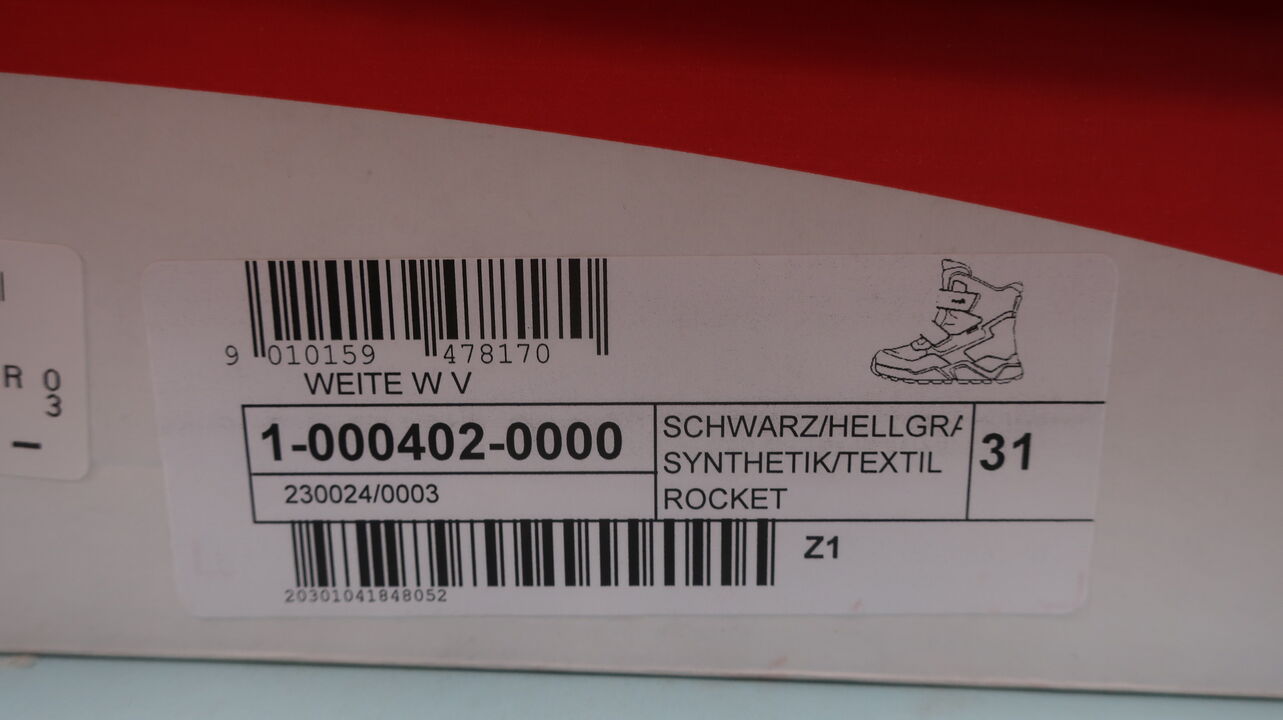 R 0
3
9 010159 478170
WEITE W V
1-000402-0000
230024/0003
SCHWARZ/HELLGRA
SYNTHETIK/TEXTIL
ROCKET
31
Z1
20301041848052